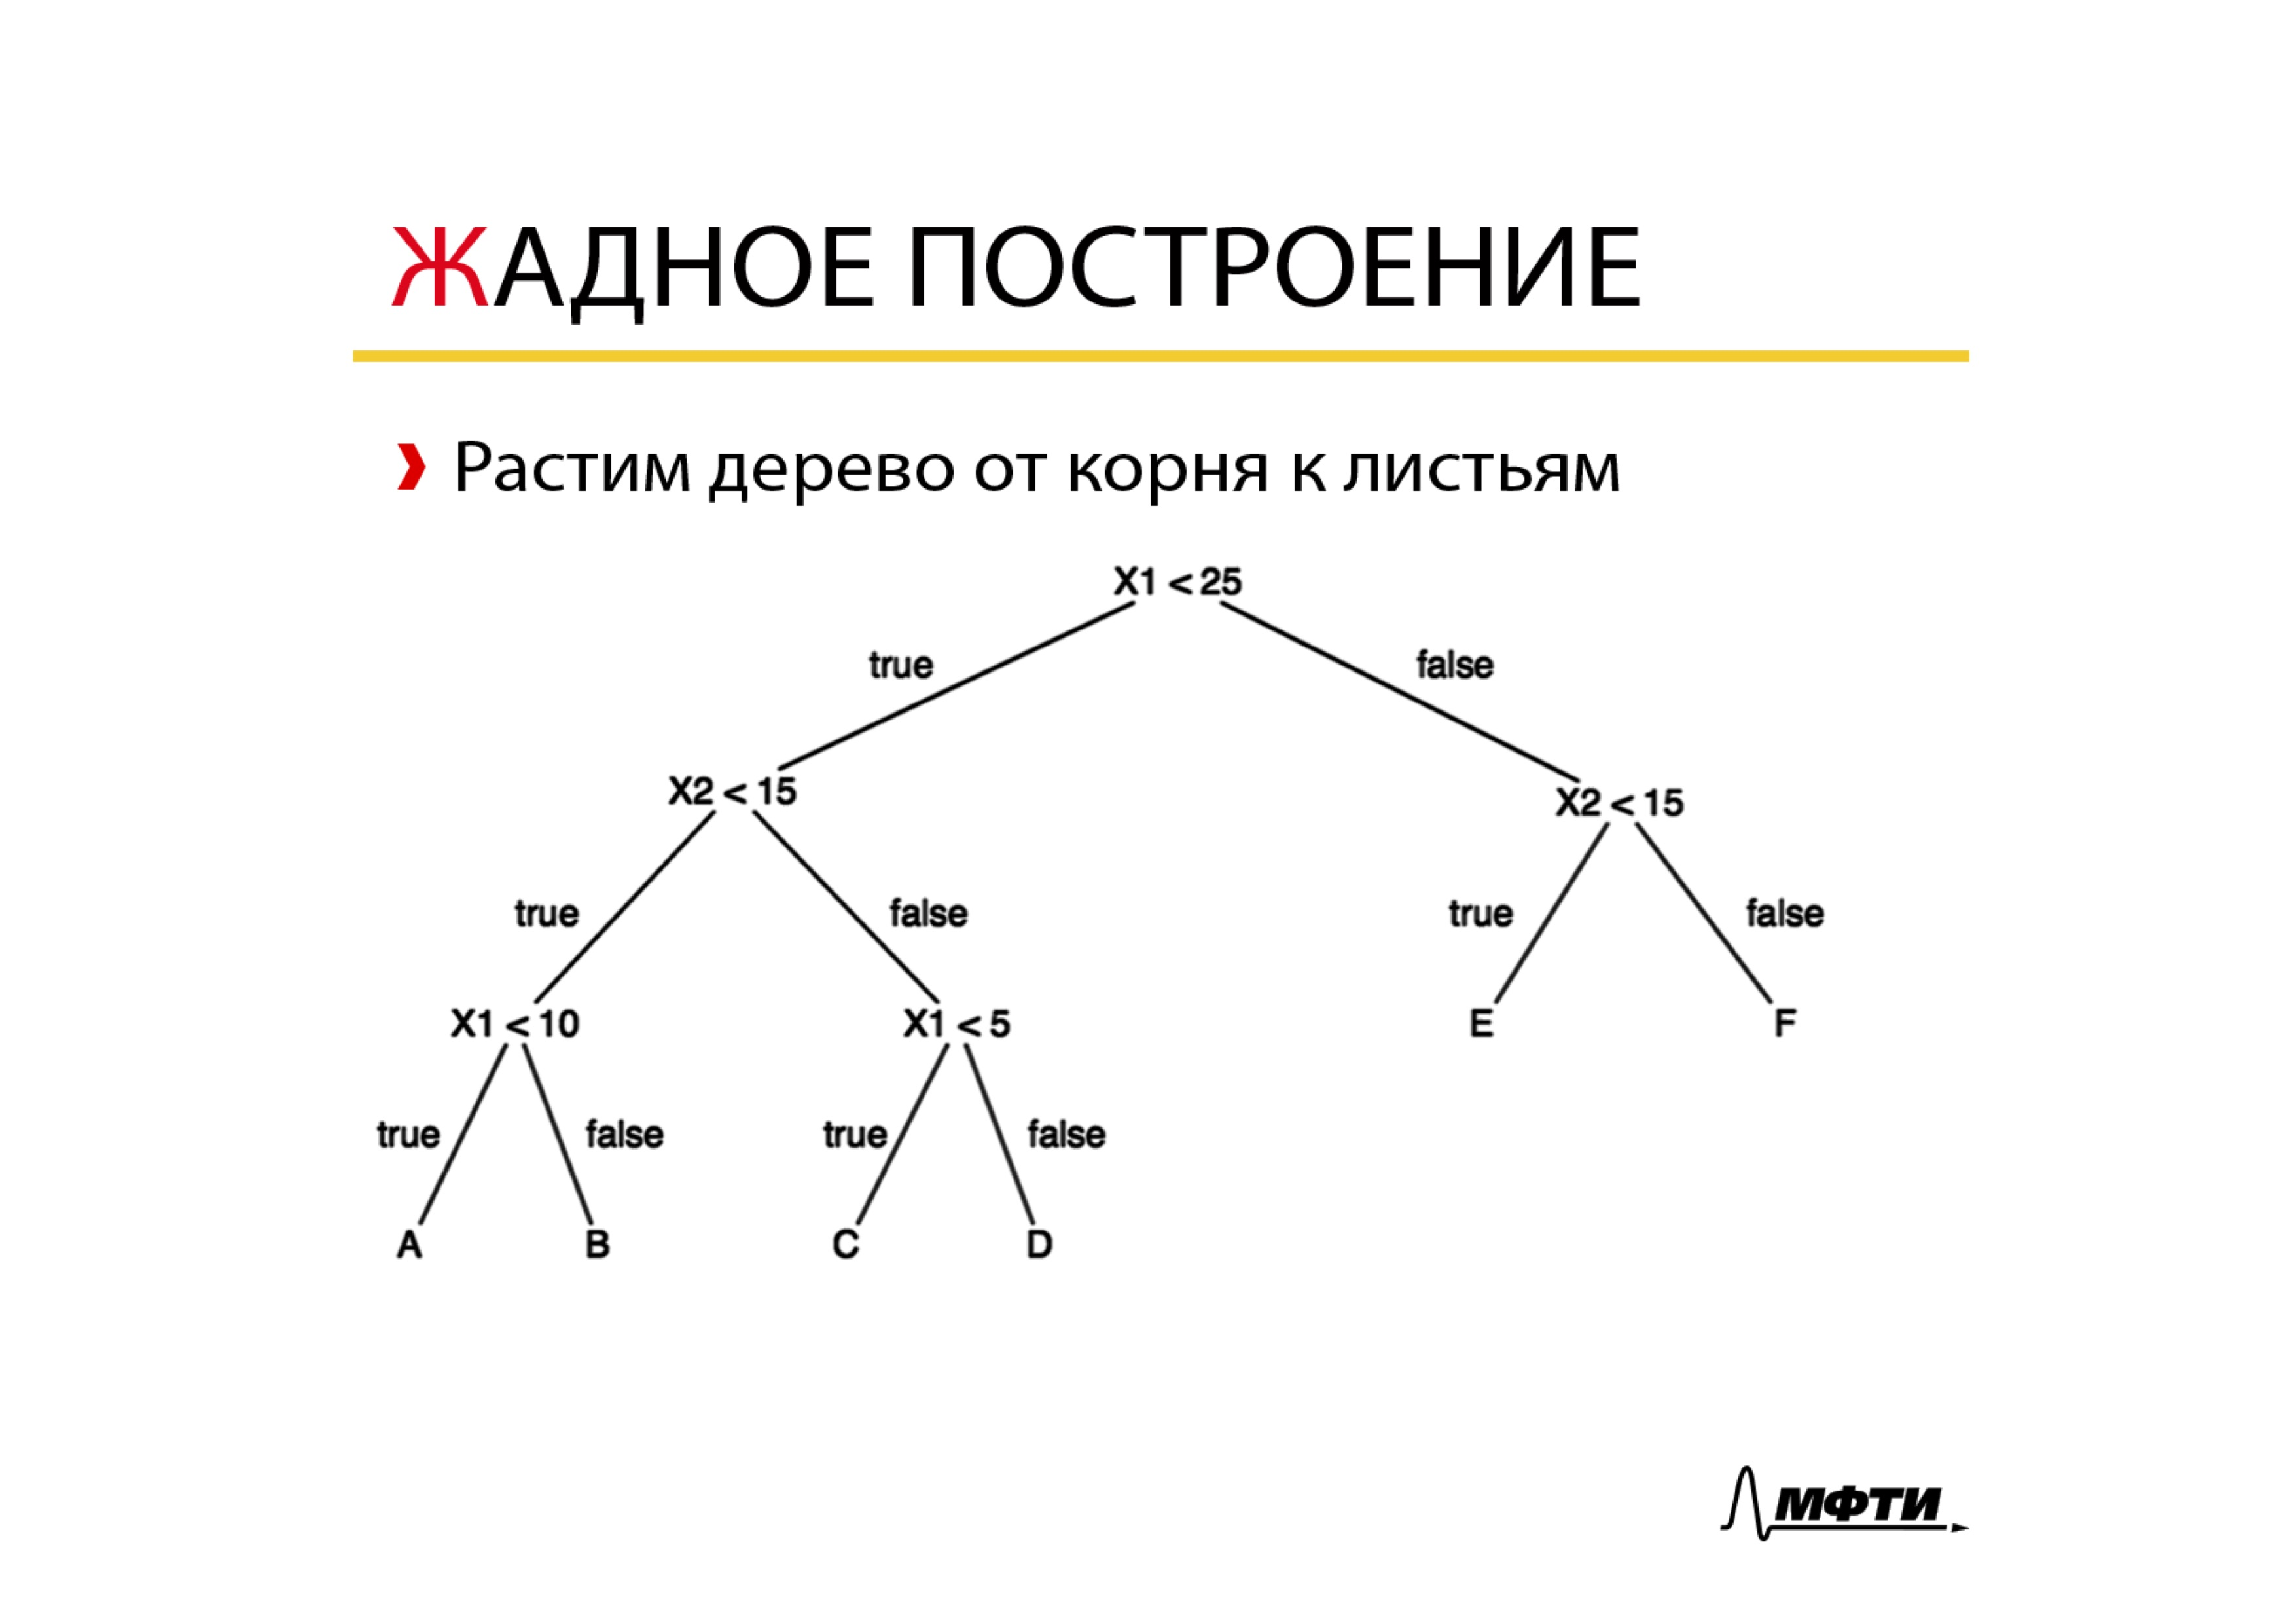 ЖАДНОЕ ПОСТРОЕНИЕ
Растим дерево от корня к листьям
X1 < 25
true
false
X2 < 15
X2 < 15
true
false
true
false
X1 < 10
X1 < 5
E
F
true
false
true
false
A
B
C
D
МФТИ